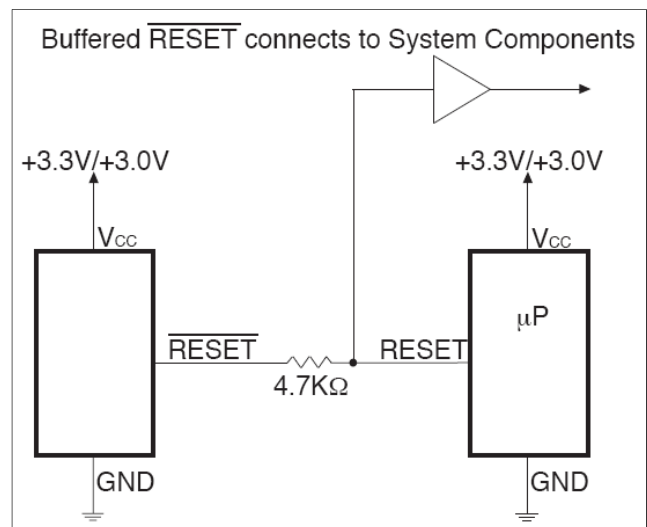 Buffered RESET connects to System Components
+3.3V/+3.0V
+3.3V/+3.0V
VCC
VCC
μP
RESET
RESET
4.7KΩ
GND
GND